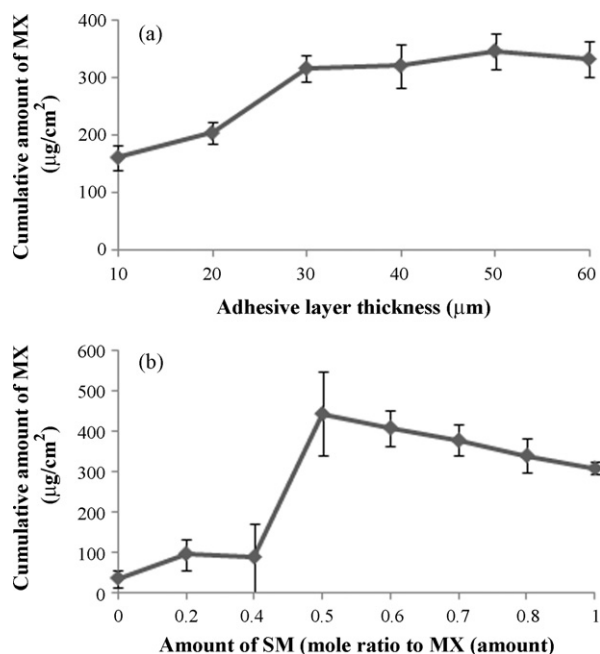 (a)
Cumulative amount of MX
(μg/cm²)
400
300
200
100
0
10 20 30 40 50 60
Adhesive layer thickness (μm)
(b)
Cumulative amount of MX
(μg/cm²)
600
500
400
300
200
100
0
0 0.2 0.4 0.5 0.6 0.7 0.8 1
Amount of SM (mole ratio to MX (amount)